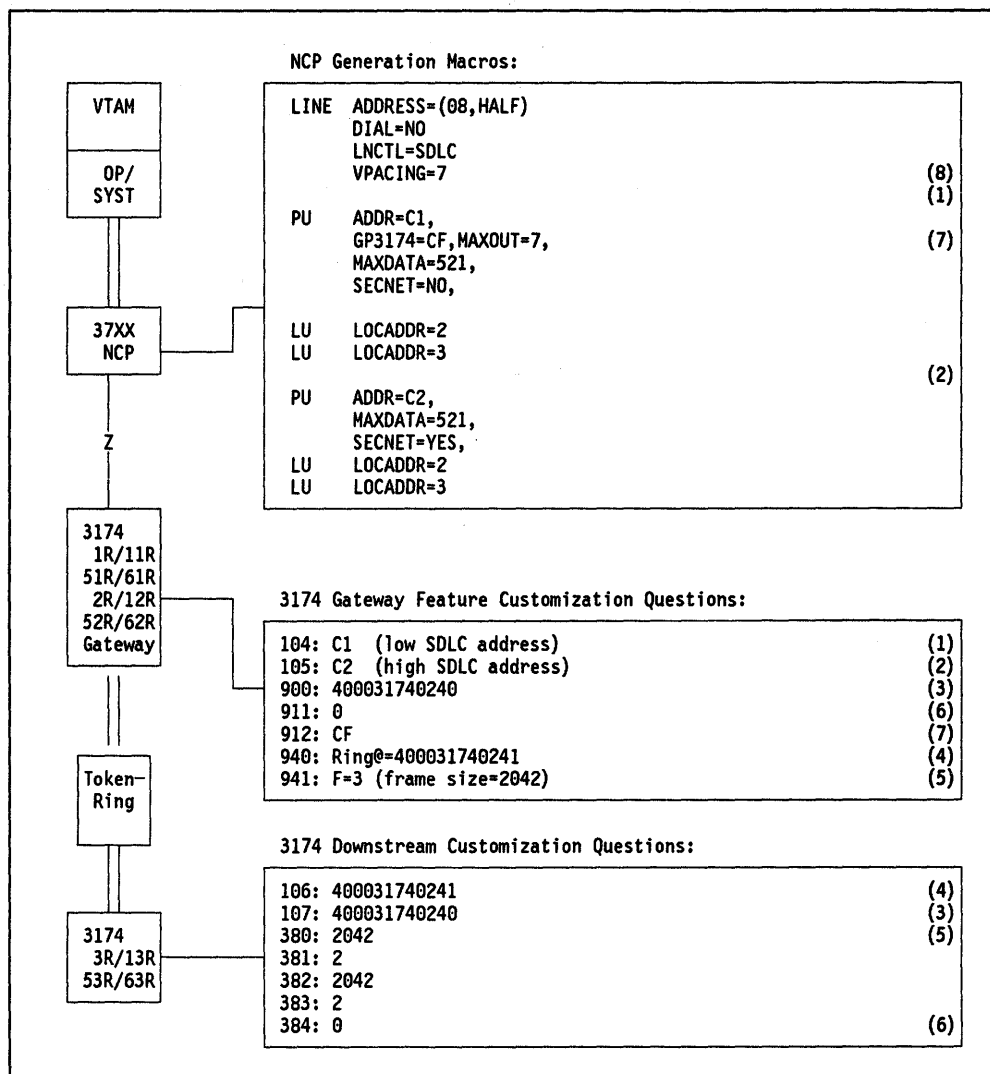 NCP Generation Macros:
VTAM
OP/
SYST
37XX
NCP
Z
3174
1R/11R
51R/61R
2R/12R
52R/62R
Gateway
Token-
Ring
3174
3R/13R
53R/63R
LINE ADDRESS=(08,HALF)
DIAL=NO
LNCTL=SDLC
VPACING=7 (8)
(1)
PU ADDR=C1,
GP3174=CF,MAXOUT=7, (7)
MAXDATA=521,
SECNET=NO,
LU LOCADDR=2
LU LOCADDR=3
(2)
PU ADDR=C2,
MAXDATA=521,
SECNET=YES,
LU LOCADDR=2
LU LOCADDR=3
3174 Gateway Feature Customization Questions:
104: C1 (low SDLC address) (1)
105: C2 (high SDLC address) (2)
900: 400031740240 (3)
911: 0 (6)
912: CF (7)
940: Ring@=400031740241 (4)
941: F=3 (frame size=2042) (5)
3174 Downstream Customization Questions:
106: 400031740241 (4)
107: 400031740240 (3)
380: 2042 (5)
381: 2
382: 2042
383: 2
384: 0 (6)